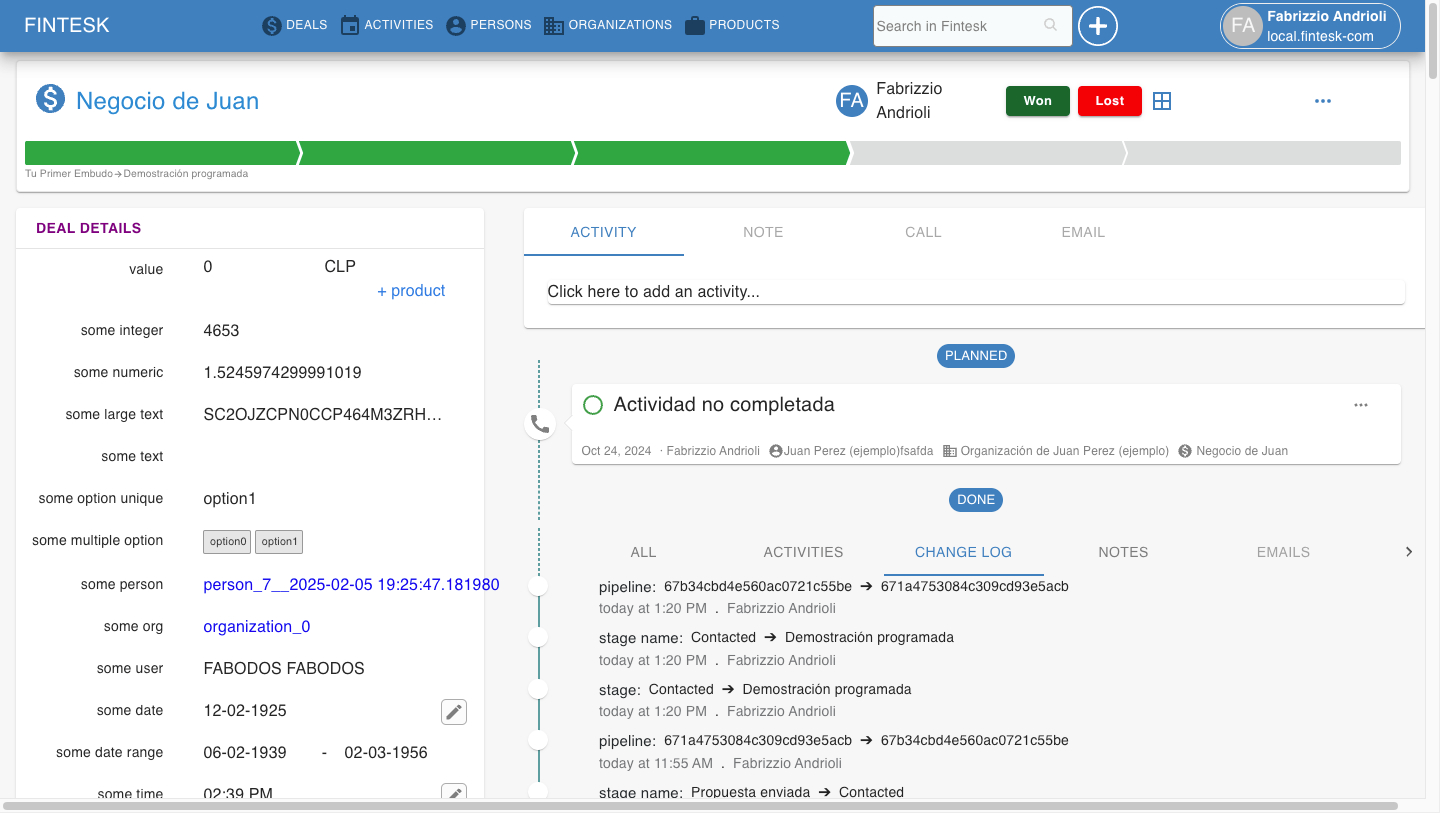 FINTESK
DEALS
ACTIVITIES
PERSONS
ORGANIZATIONS
PRODUCTS
Search in Fintesk
FA
Fabrizzio Andrioli
local.fintesk-com
Negocio de Juan
FA
Fabrizzio
Andrioli
Won
Lost
Tu Primer Embudo→Demostración programada
DEAL DETAILS
value 0 CLP
+ product
some integer 4653
some numeric 1.5245974299991019
some large text SC2OJZCPN0CCP464M3ZRH...
some text
some option unique option1
some multiple option option0 option1
some person person_7__2025-02-05 19:25:47.181980
some org organization_0
some user FABODOS FABODOS
some date 12-02-1925
some date range 06-02-1939 - 02-03-1956
some time 02:39 PM
ACTIVITY NOTE CALL EMAIL
Click here to add an activity...
PLANNED
Actividad no completada
Oct 24, 2024 · Fabrizzio Andrioli Juan Perez (ejemplo)fsafda Organización de Juan Perez (ejemplo) Negocio de Juan
DONE
ALL ACTIVITIES CHANGE LOG NOTES EMAILS
pipeline: 67b34cbd4e560ac0721c55be → 671a4753084c309cd93e5acb
today at 1:20 PM . Fabrizzio Andrioli
stage name: Contacted → Demostración programada
today at 1:20 PM . Fabrizzio Andrioli
stage: Contacted → Demostración programada
today at 1:20 PM . Fabrizzio Andrioli
pipeline: 671a4753084c309cd93e5acb → 67b34cbd4e560ac0721c55be
today at 11:55 AM . Fabrizzio Andrioli
stage name: Propuesta enviada → Contacted